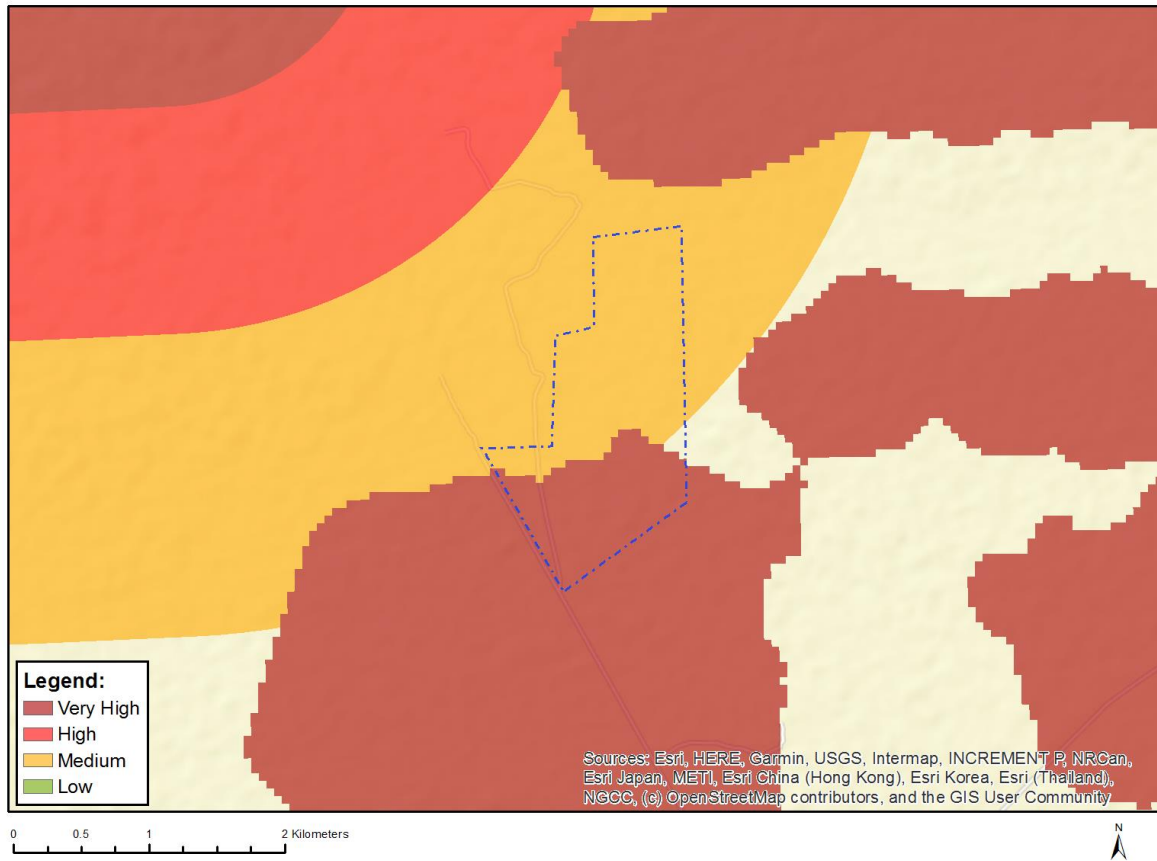 Legend:
Very High
High
Medium
Low
Sources: Esri, HERE, Garmin, USGS, Intermap, INCREMENT P, NRCan,
Esri Japan, METI, Esri China (Hong Kong), Esri Korea, Esri (Thailand),
NGCC, (c) OpenStreetMap contributors, and the GIS User Community
0 0.5 1 2 Kilometers
N